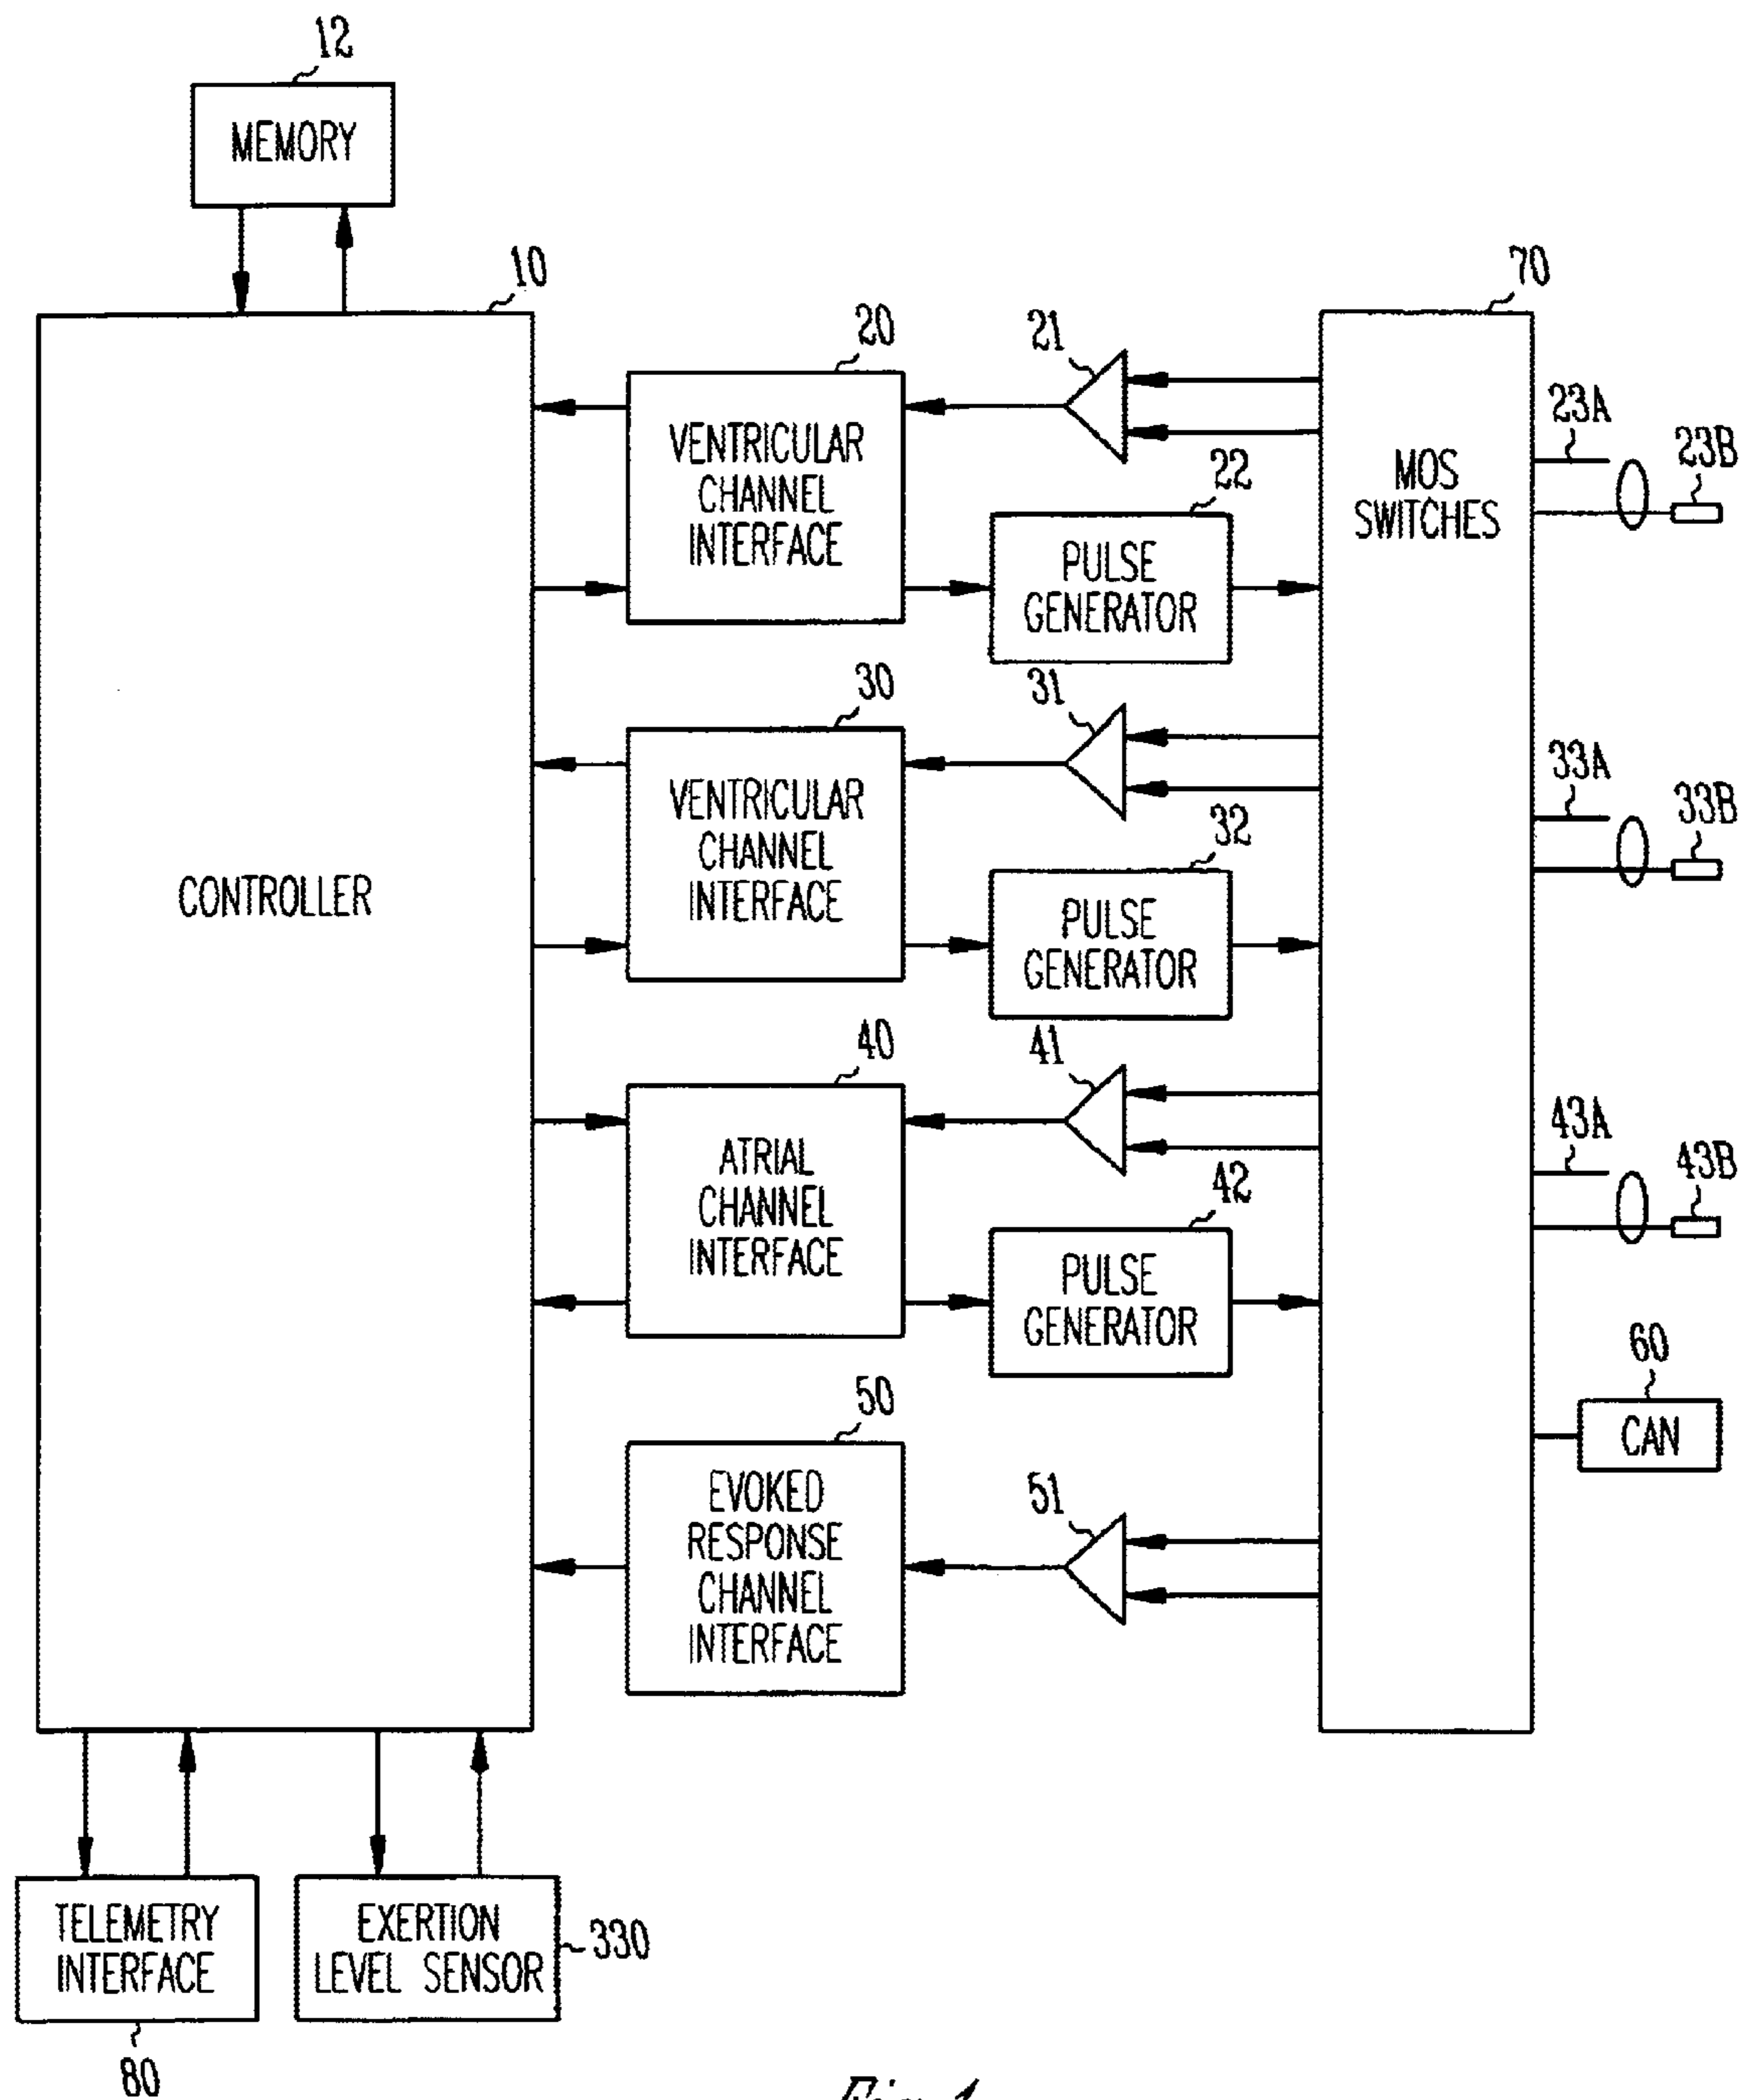 12
MEMORY
10
CONTROLLER
20
VENTRICULAR
CHANNEL
INTERFACE
21
22
PULSE
GENERATOR
70
MOS
SWITCHES
23A
23B
30
VENTRICULAR
CHANNEL
INTERFACE
31
32
PULSE
GENERATOR
33A
33B
40
ATRIAL
CHANNEL
INTERFACE
41
42
PULSE
GENERATOR
43A
43B
60
CAN
50
EVOKED
RESPONSE
CHANNEL
INTERFACE
51
TELEMETRY
INTERFACE
80
EXERTION
LEVEL SENSOR
330
Fig. 1